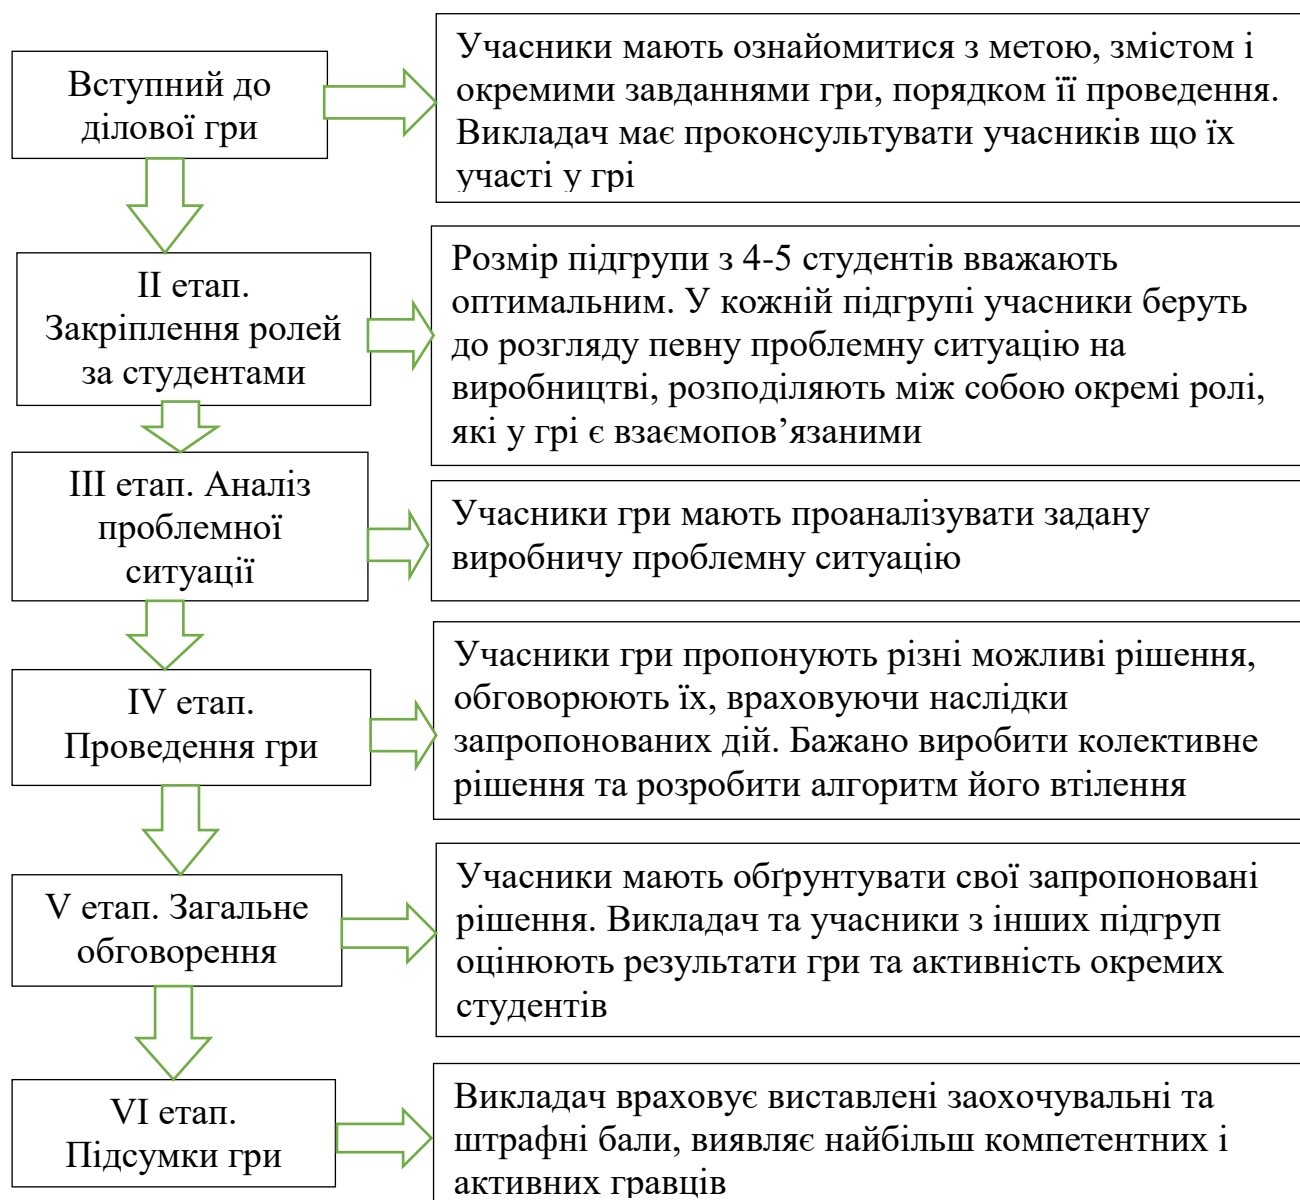 Вступний до
ділової гри
Учасники мають ознайомитися з метою, змістом і
окремими завданнями гри, порядком її проведення.
Викладач має проконсультувати учасників що їх
участі у грі
ІІ етап.
Закріплення ролей
за студентами
Розмір підгрупи з 4-5 студентів вважають
оптимальним. У кожній підгрупі учасники беруть
до розгляду певну проблемну ситуацію на
виробництві, розподіляють між собою окремі ролі,
які у грі є взаємопов’язаними
ІІІ етап. Аналіз
проблемної
ситуації
Учасники гри мають проаналізувати задану
виробничу проблемну ситуацію
IV етап.
Проведення гри
Учасники гри пропонують різні можливі рішення,
обговорюють їх, враховуючи наслідки
запропонованих дій. Бажано виробити колективне
рішення та розробити алгоритм його втілення
V етап. Загальне
обговорення
Учасники мають обґрунтувати свої запропоновані
рішення. Викладач та учасники з інших підгруп
оцінюють результати гри та активність окремих
студентів
VI етап.
Підсумки гри
Викладач враховує виставлені заохочувальні та
штрафні бали, виявляє найбільш компетентних і
активних гравців